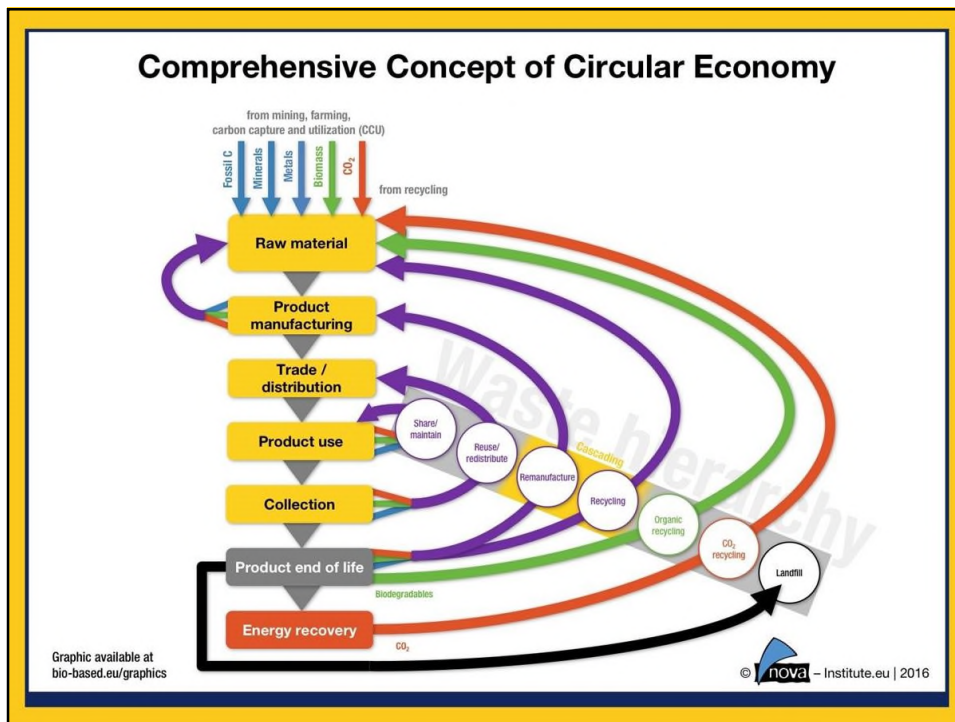 Comprehensive Concept of Circular Economy
from mining, farming,
carbon capture and utilization (CCU)
Fossil C
Minerals
Metals
Biomass
CO₂
from recycling
Raw material
Product
manufacturing
Trade /
distribution
Product use
Collection
Product end of life
Energy recovery
Waste hierarchy
Cascading
Share/
maintain
Reuse/
redistribute
Remanufacture
Recycling
Organic
recycling
CO₂
recycling
Landfill
Biodegradables
CO₂
Graphic available at
bio-based.eu/graphics
© nova – Institute.eu | 2016